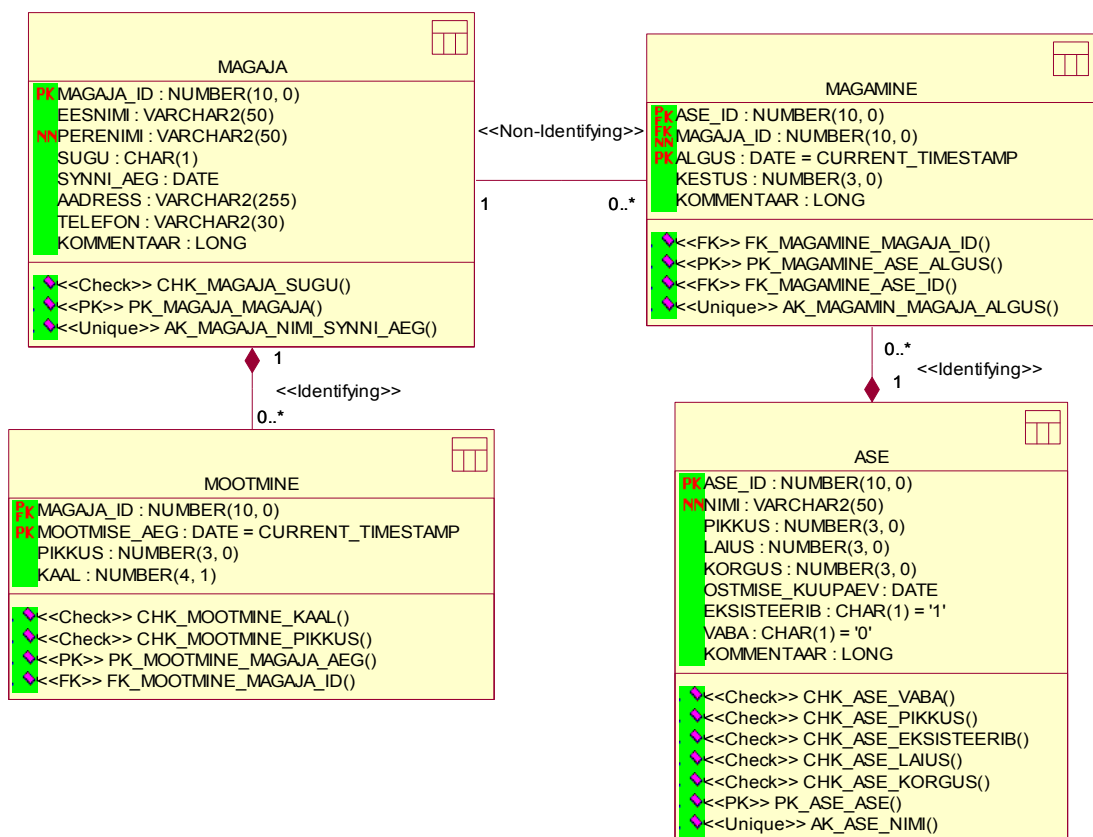 MAGAJA
PK MAGAJA_ID : NUMBER(10, 0)
EESNIMI : VARCHAR2(50)
NN PERENIMI : VARCHAR2(50)
SUGU : CHAR(1)
SYNNI_AEG : DATE
AADRESS : VARCHAR2(255)
TELEFON : VARCHAR2(30)
KOMMENTAAR : LONG
<<Check>> CHK_MAGAJA_SUGU()
<<PK>> PK_MAGAJA_MAGAJA()
<<Unique>> AK_MAGAJA_NIMI_SYNNI_AEG()
<<Non-Identifying>>
1
0..*
MAGAMINE
PFK ASE_ID : NUMBER(10, 0)
FK NN MAGAJA_ID : NUMBER(10, 0)
PK ALGUS : DATE = CURRENT_TIMESTAMP
KESTUS : NUMBER(3, 0)
KOMMENTAAR : LONG
<<FK>> FK_MAGAMINE_MAGAJA_ID()
<<PK>> PK_MAGAMINE_ASE_ALGUS()
<<FK>> FK_MAGAMINE_ASE_ID()
<<Unique>> AK_MAGAMIN_MAGAJA_ALGUS()
1
<<Identifying>>
0..*
0..*
<<Identifying>>
1
MOOTMINE
PFK MAGAJA_ID : NUMBER(10, 0)
PK MOOTMISE_AEG : DATE = CURRENT_TIMESTAMP
PIKKUS : NUMBER(3, 0)
KAAL : NUMBER(4, 1)
<<Check>> CHK_MOOTMINE_KAAL()
<<Check>> CHK_MOOTMINE_PIKKUS()
<<PK>> PK_MOOTMINE_MAGAJA_AEG()
<<FK>> FK_MOOTMINE_MAGAJA_ID()
ASE
PK ASE_ID : NUMBER(10, 0)
NN NIMI : VARCHAR2(50)
PIKKUS : NUMBER(3, 0)
LAIUS : NUMBER(3, 0)
KORGUS : NUMBER(3, 0)
OSTMISE_KUUPAEV : DATE
EKSISTEERIB : CHAR(1) = '1'
VABA : CHAR(1) = '0'
KOMMENTAAR : LONG
<<Check>> CHK_ASE_VABA()
<<Check>> CHK_ASE_PIKKUS()
<<Check>> CHK_ASE_EKSISTEERIB()
<<Check>> CHK_ASE_LAIUS()
<<Check>> CHK_ASE_KORGUS()
<<PK>> PK_ASE_ASE()
<<Unique>> AK_ASE_NIMI()